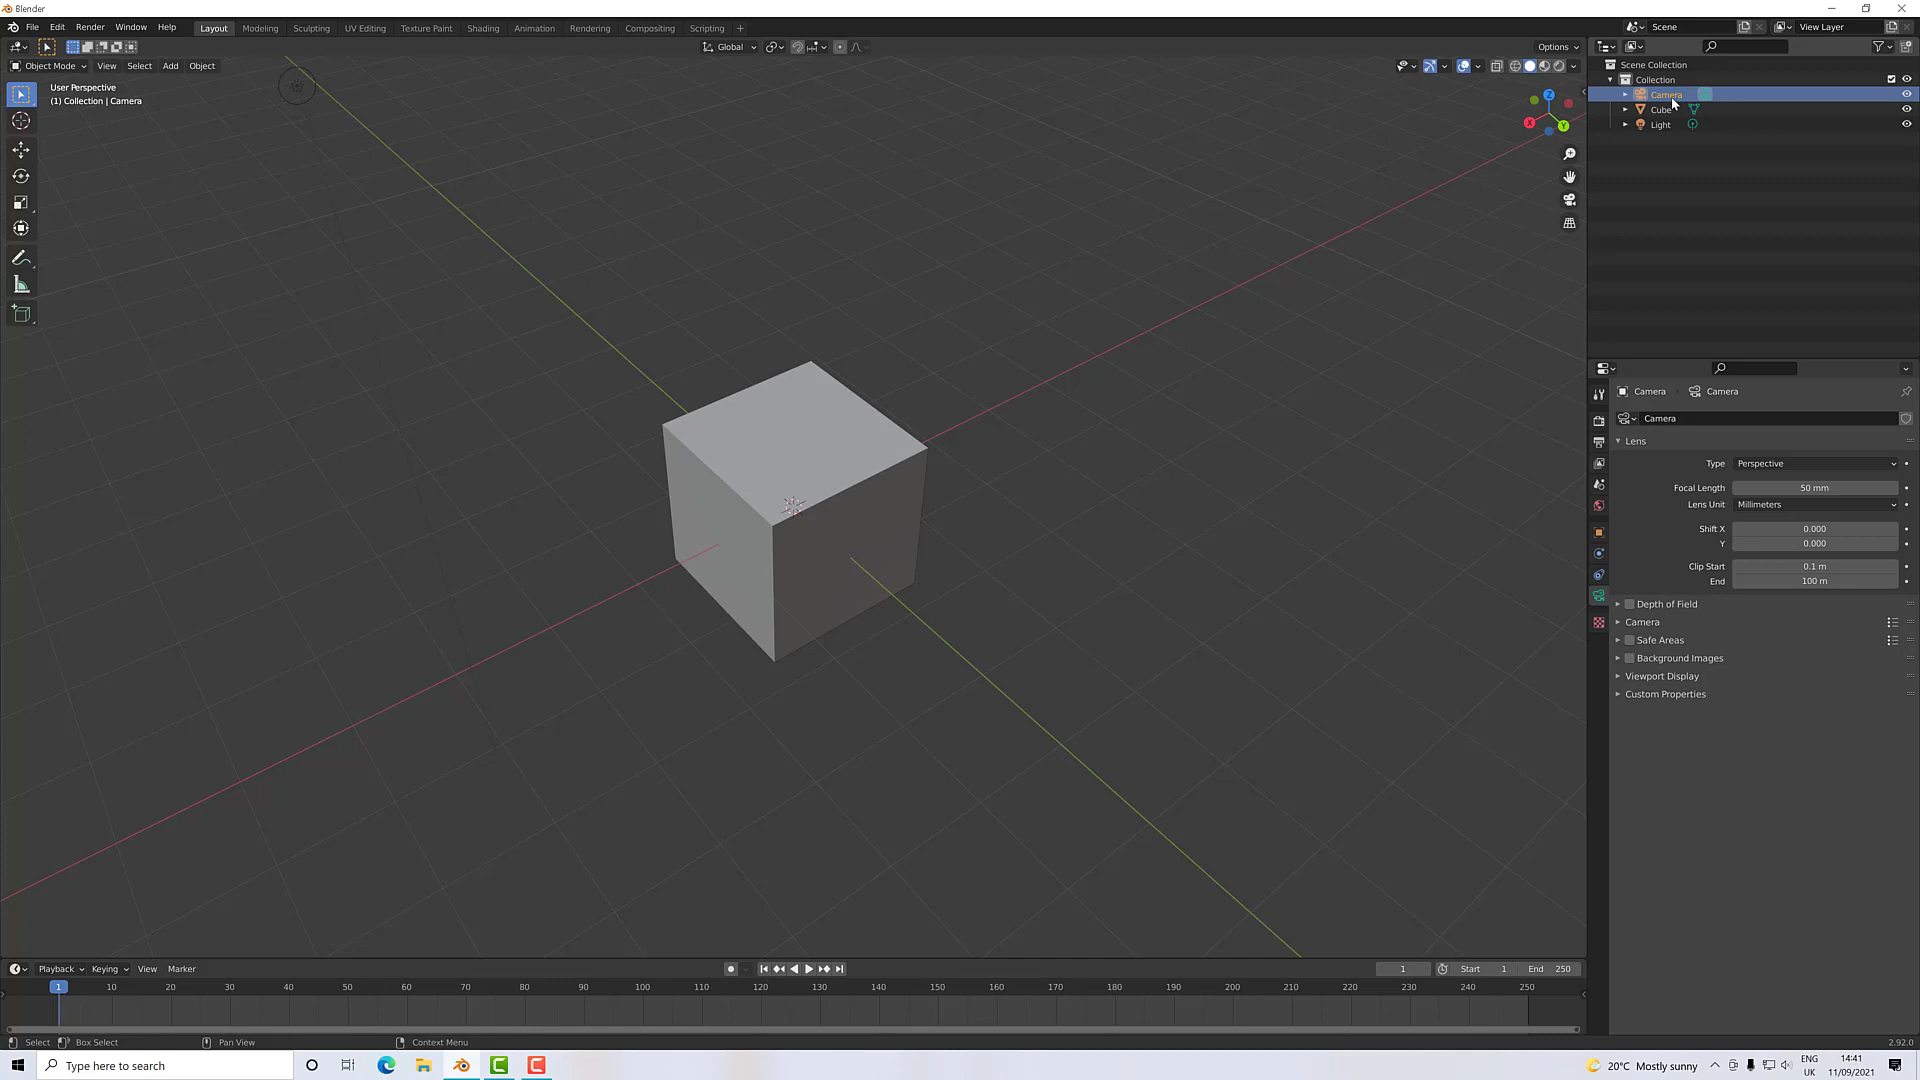 Blender
File Edit Render Window Help Layout Modeling Sculpting UV Editing Texture Paint Shading Animation Rendering Compositing Scripting + Scene View Layer
Global Options
Object Mode View Select Add Object
User Perspective
(1) Collection | Camera
Z
X
Y
Scene Collection
Collection
Camera
Cube
Light
Camera Camera
Camera
Lens
Type Perspective
Focal Length 50 mm
Lens Unit Millimeters
Shift X 0.000
Y 0.000
Clip Start 0.1 m
End 100 m
Depth of Field
Camera
Safe Areas
Background Images
Viewport Display
Custom Properties
Playback Keying View Marker 1 Start 1 End 250
1 10 20 30 40 50 60 70 80 90 100 110 120 130 140 150 160 170 180 190 200 210 220 230 240 250
Select Box Select Pan View Context Menu 2.92.0
Type here to search 20°C Mostly sunny ENG UK 14:41 11/09/2021